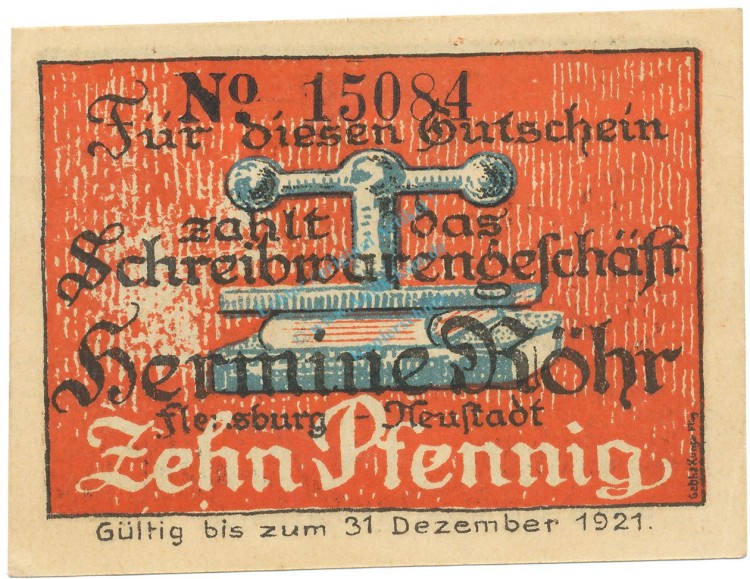 No 15084
Für diesen Gutschein
zahlt das
Schreibwarengeschäft
Hermine Röhr
Flensburg - Neustadt
Zehn Pfennig
Gültig bis zum 31. Dezember 1921.